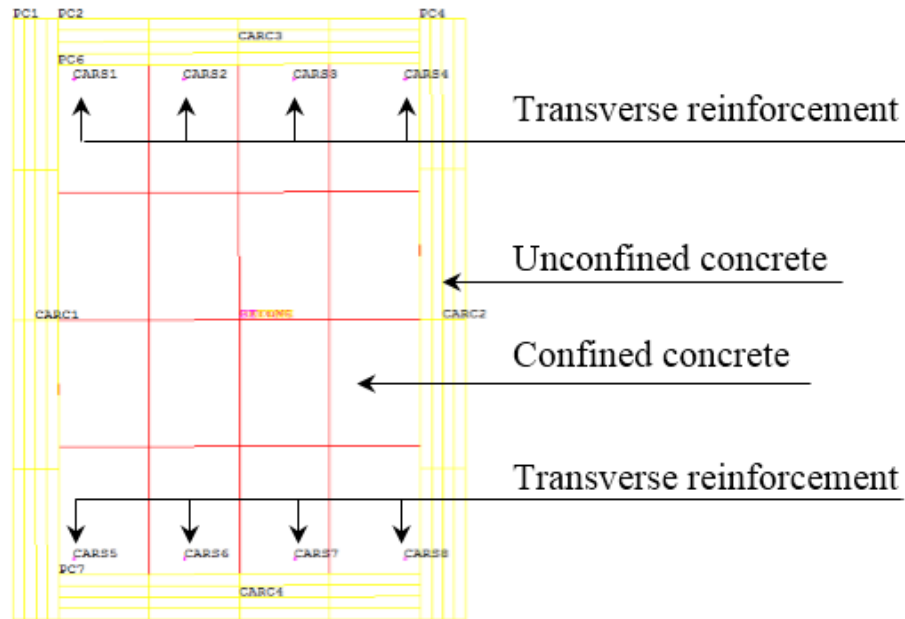 PC1 PC2 PC4
CARC3
PC6
CARS1 CARS2 CARS3 CARS4
Transverse reinforcement
Unconfined concrete
CARC1 CARC2
Confined concrete
Transverse reinforcement
CARS5 CARS6 CARS7 CARS8
PC7
CARC4